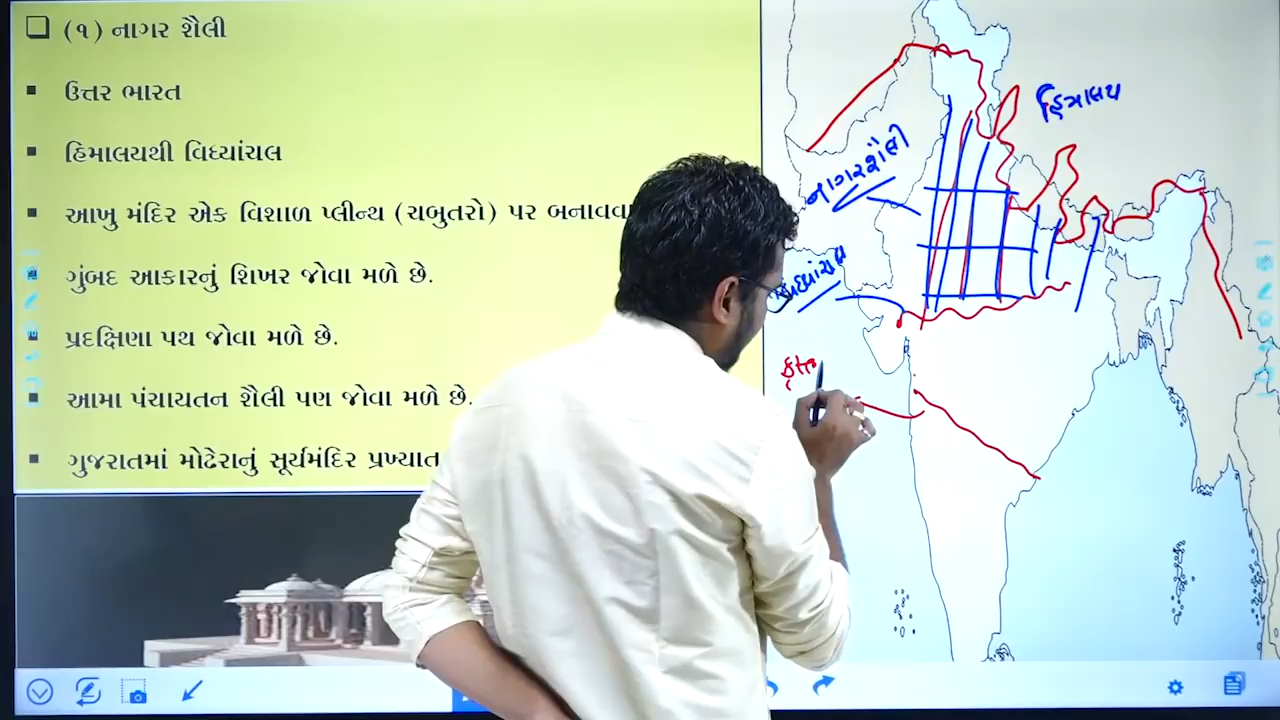 (૧) નાગર શૈલી
ઉત્તર ભારત
હિમાલયથી વિધ્યાંચલ
આખુ મંદિર એક વિશાળ પ્લીન્થ (ચબુતરો) પર બનાવવા
ગુંબદ આકારનું શિખર જોવા મળે છે.
પ્રદક્ષિણા પથ જોવા મળે છે.
આમા પંચાયતન શૈલી પણ જોવા મળે છે.
ગુજરાતમાં મોઢેરાનું સૂર્યમંદિર પ્રખ્યાત
હિમાલય
નાગરશૈલી